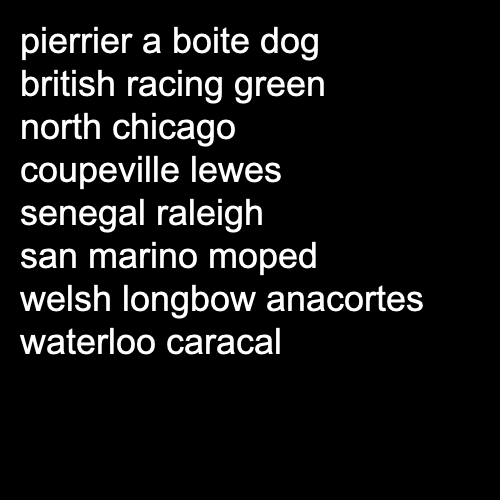 pierrier a boite dog
british racing green
north chicago
coupeville lewes
senegal raleigh
san marino moped
welsh longbow anacortes
waterloo caracal